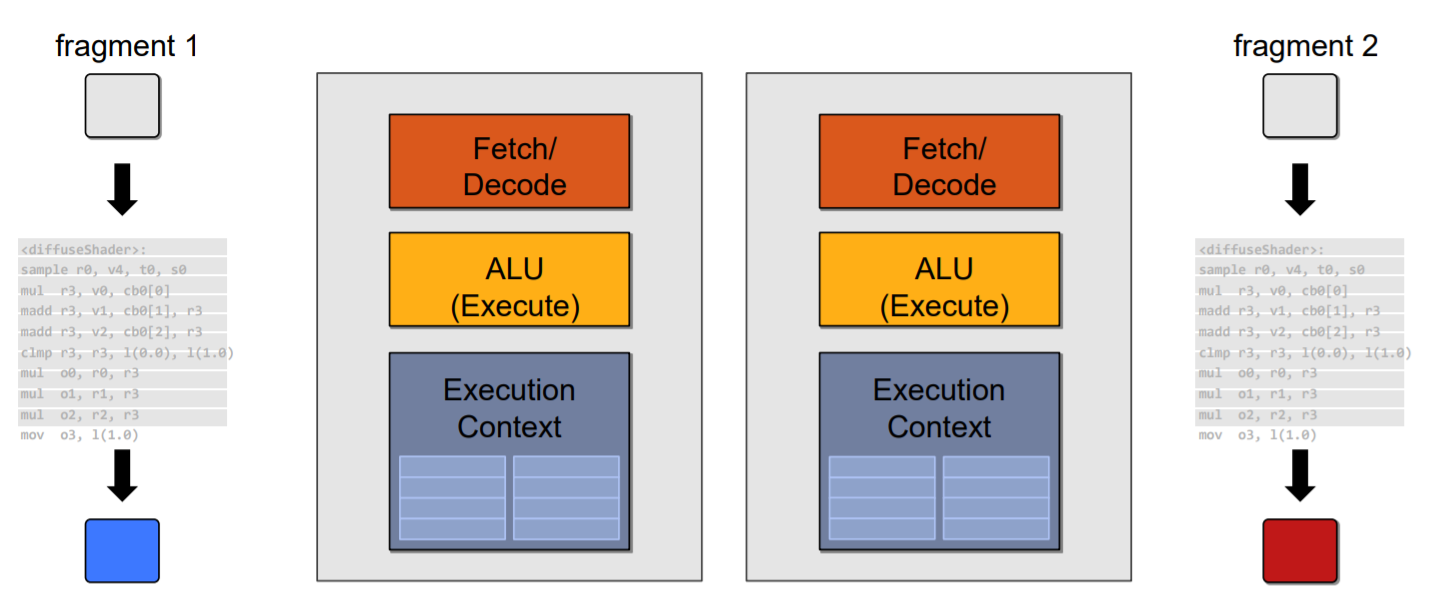 fragment 1
<diffuseShader>:
sample r0, v4, t0, s0
mul  r3, v0, cb0[0]
madd r3, v1, cb0[1], r3
madd r3, v2, cb0[2], r3
clmp r3, r3, l(0.0), l(1.0)
mul  o0, r0, r3
mul  o1, r1, r3
mul  o2, r2, r3
mov  o3, l(1.0)
Fetch/
Decode
ALU
(Execute)
Execution
Context
Fetch/
Decode
ALU
(Execute)
Execution
Context
fragment 2
<diffuseShader>:
sample r0, v4, t0, s0
mul  r3, v0, cb0[0]
madd r3, v1, cb0[1], r3
madd r3, v2, cb0[2], r3
clmp r3, r3, l(0.0), l(1.0)
mul  o0, r0, r3
mul  o1, r1, r3
mul  o2, r2, r3
mov  o3, l(1.0)